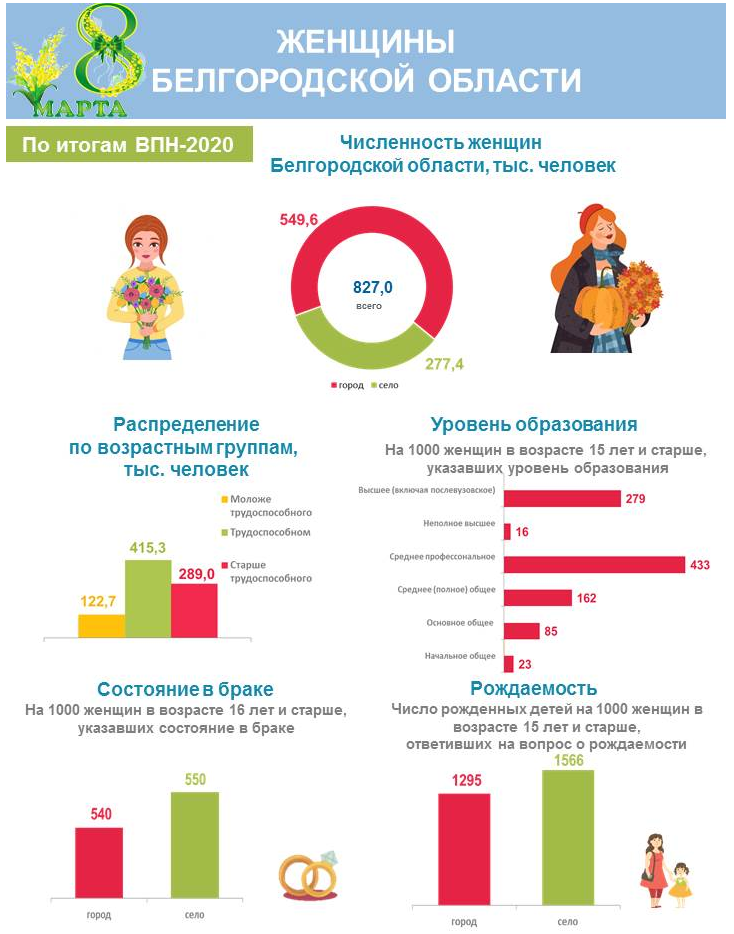 8
МАРТА
ЖЕНЩИНЫ
БЕЛГОРОДСКОЙ ОБЛАСТИ
По итогам ВПН-2020
Численность женщин
Белгородской области, тыс. человек
549,6
827,0
всего
277,4
город село
Распределение
по возрастным группам,
тыс. человек
Моложе
трудоспособного
Трудоспособном
Старше
трудоспособного
122,7
415,3
289,0
Уровень образования
На 1000 женщин в возрасте 15 лет и старше,
указавших уровень образования
Высшее (включая послевузовское) 279
Неполное высшее 16
Среднее профессиональное 433
Среднее (полное) общее 162
Основное общее 85
Начальное общее 23
Состояние в браке
На 1000 женщин в возрасте 16 лет и старше,
указавших состояние в браке
540
550
город село
Рождаемость
Число рожденных детей на 1000 женщин в
возрасте 15 лет и старше,
ответивших на вопрос о рождаемости
1295
1566
город село